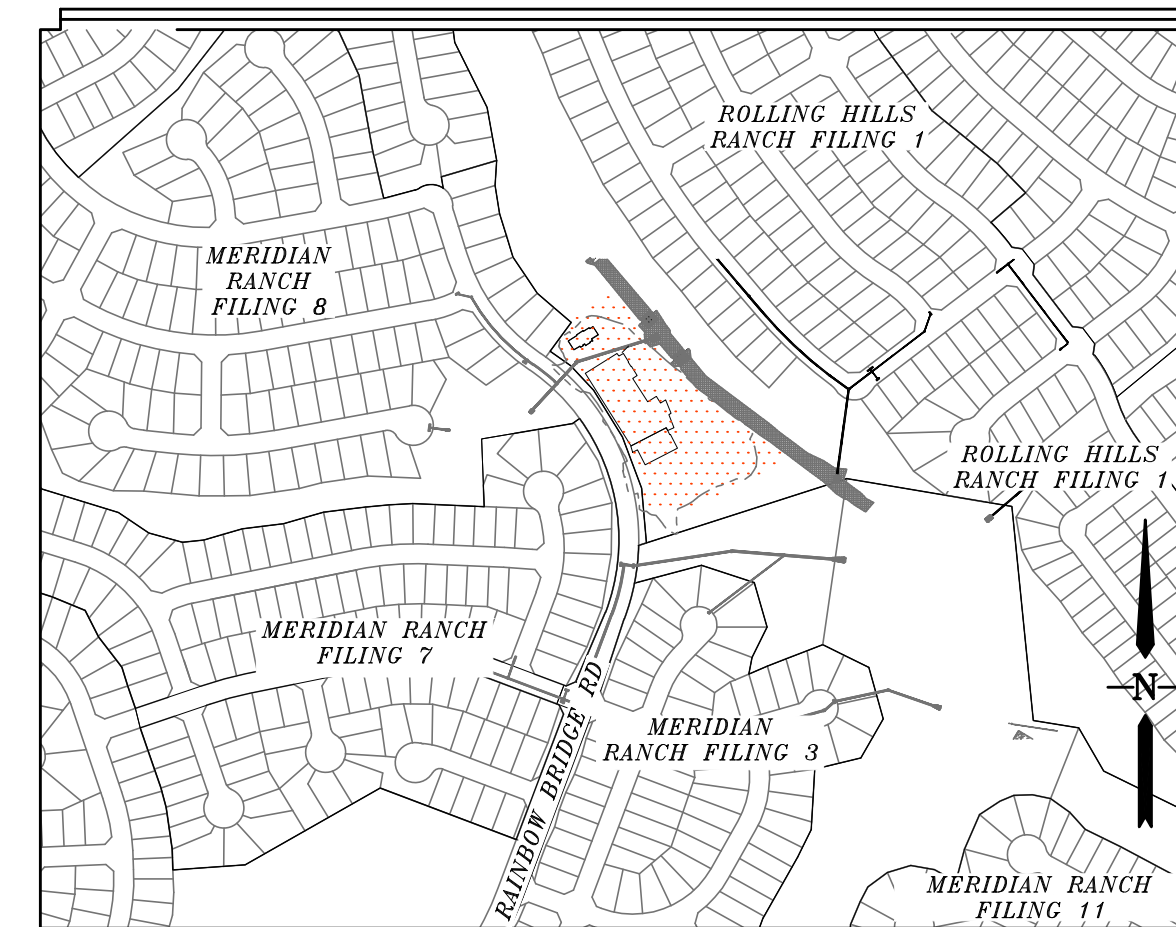 ROLLING HILLS
RANCH FILING 1
MERIDIAN
RANCH
FILING 8
ROLLING HILLS
RANCH FILING 1
MERIDIAN RANCH
FILING 7
N
MERIDIAN
RANCH FILING 3
RAINBOW BRIDGE RD
MERIDIAN RANCH
FILING 11